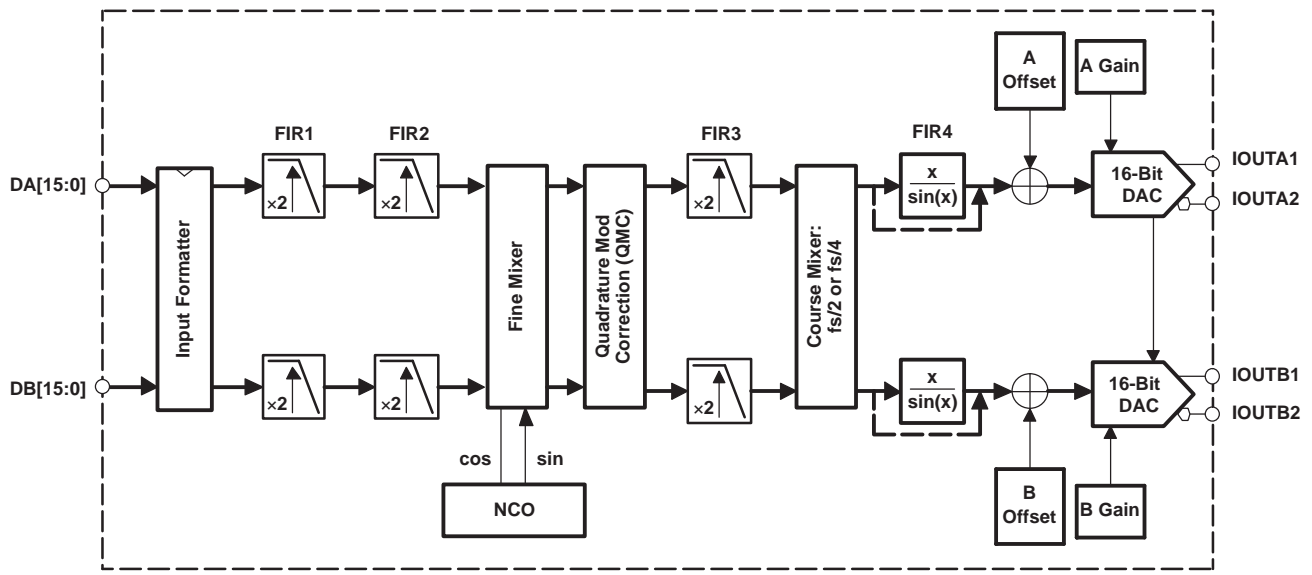 A
Offset
A Gain
FIR1
FIR2
FIR3
FIR4
DA[15:0]
×2
×2
×2
x
sin(x)
16-Bit
DAC
IOUTA1
IOUTA2
Input Formatter
Fine Mixer
Quadrature Mod
Correction (QMC)
Course Mixer:
fs/2 or fs/4
DB[15:0]
×2
×2
×2
x
sin(x)
16-Bit
DAC
IOUTB1
IOUTB2
cos
sin
NCO
B
Offset
B Gain